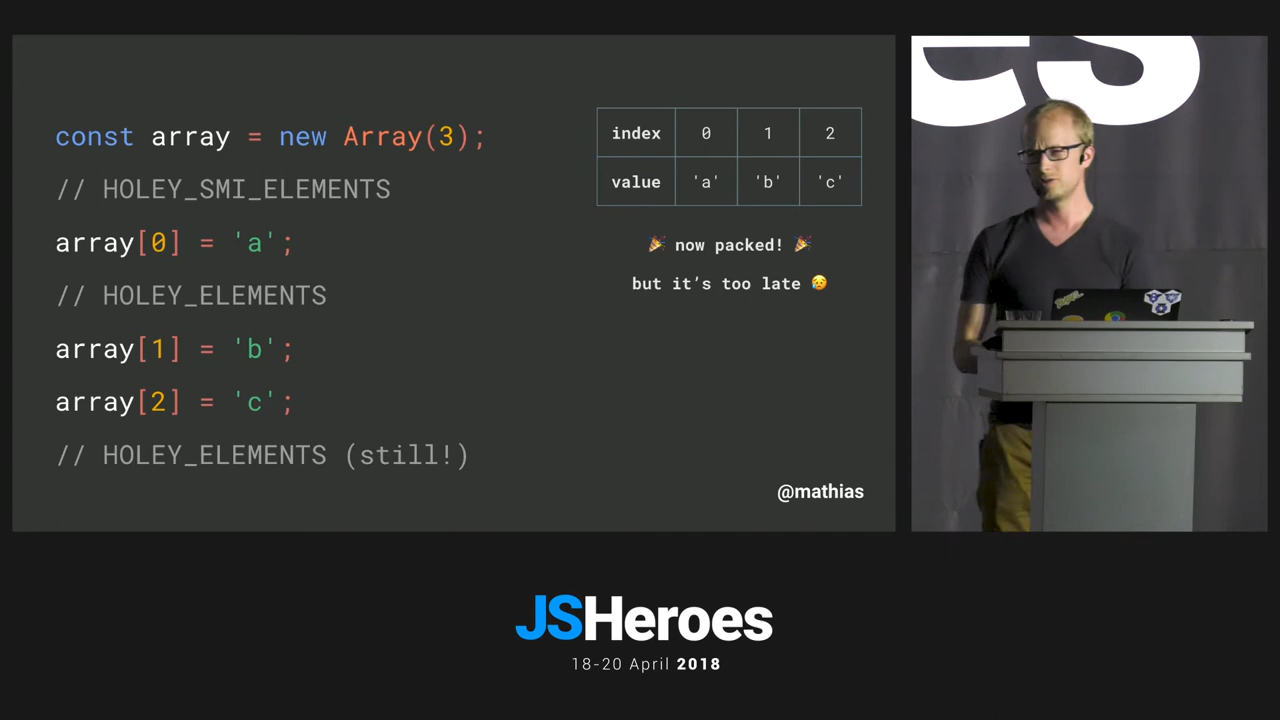 const array = new Array(3);
// HOLEY_SMI_ELEMENTS
array[0] = 'a';
// HOLEY_ELEMENTS
array[1] = 'b';
array[2] = 'c';
// HOLEY_ELEMENTS (still!)
index 0 1 2
value 'a' 'b' 'c'
🎉 now packed! 🎉
but it’s too late 😥
@mathias
es
JSHeroes
18-20 April 2018